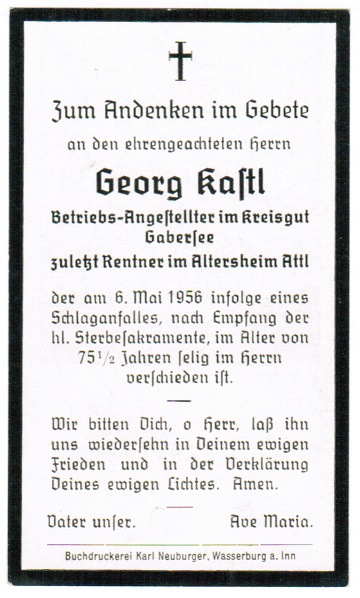 Zum Andenken im Gebete
an den ehrengeachteten Herrn
Georg Kaſtl
Betriebs-Angeſtellter im Kreisgut
Gaberſee
zuletzt Rentner im Altersheim Attl
der am 6. Mai 1956 infolge eines
Schlaganfalles, nach Empfang der
hl. Sterbeſakramente, im Alter von
75 1/2 Jahren ſelig im Herrn
verſchieden iſt.
Wir bitten Dich, o Herr, laß ihn
uns wiederſehn in Deinem ewigen
Frieden und in der Verklärung
Deines ewigen Lichtes. Amen.
Vater unſer. Ave Maria.
Buchdruckerei Karl Neuburger, Wasserburg a. Inn